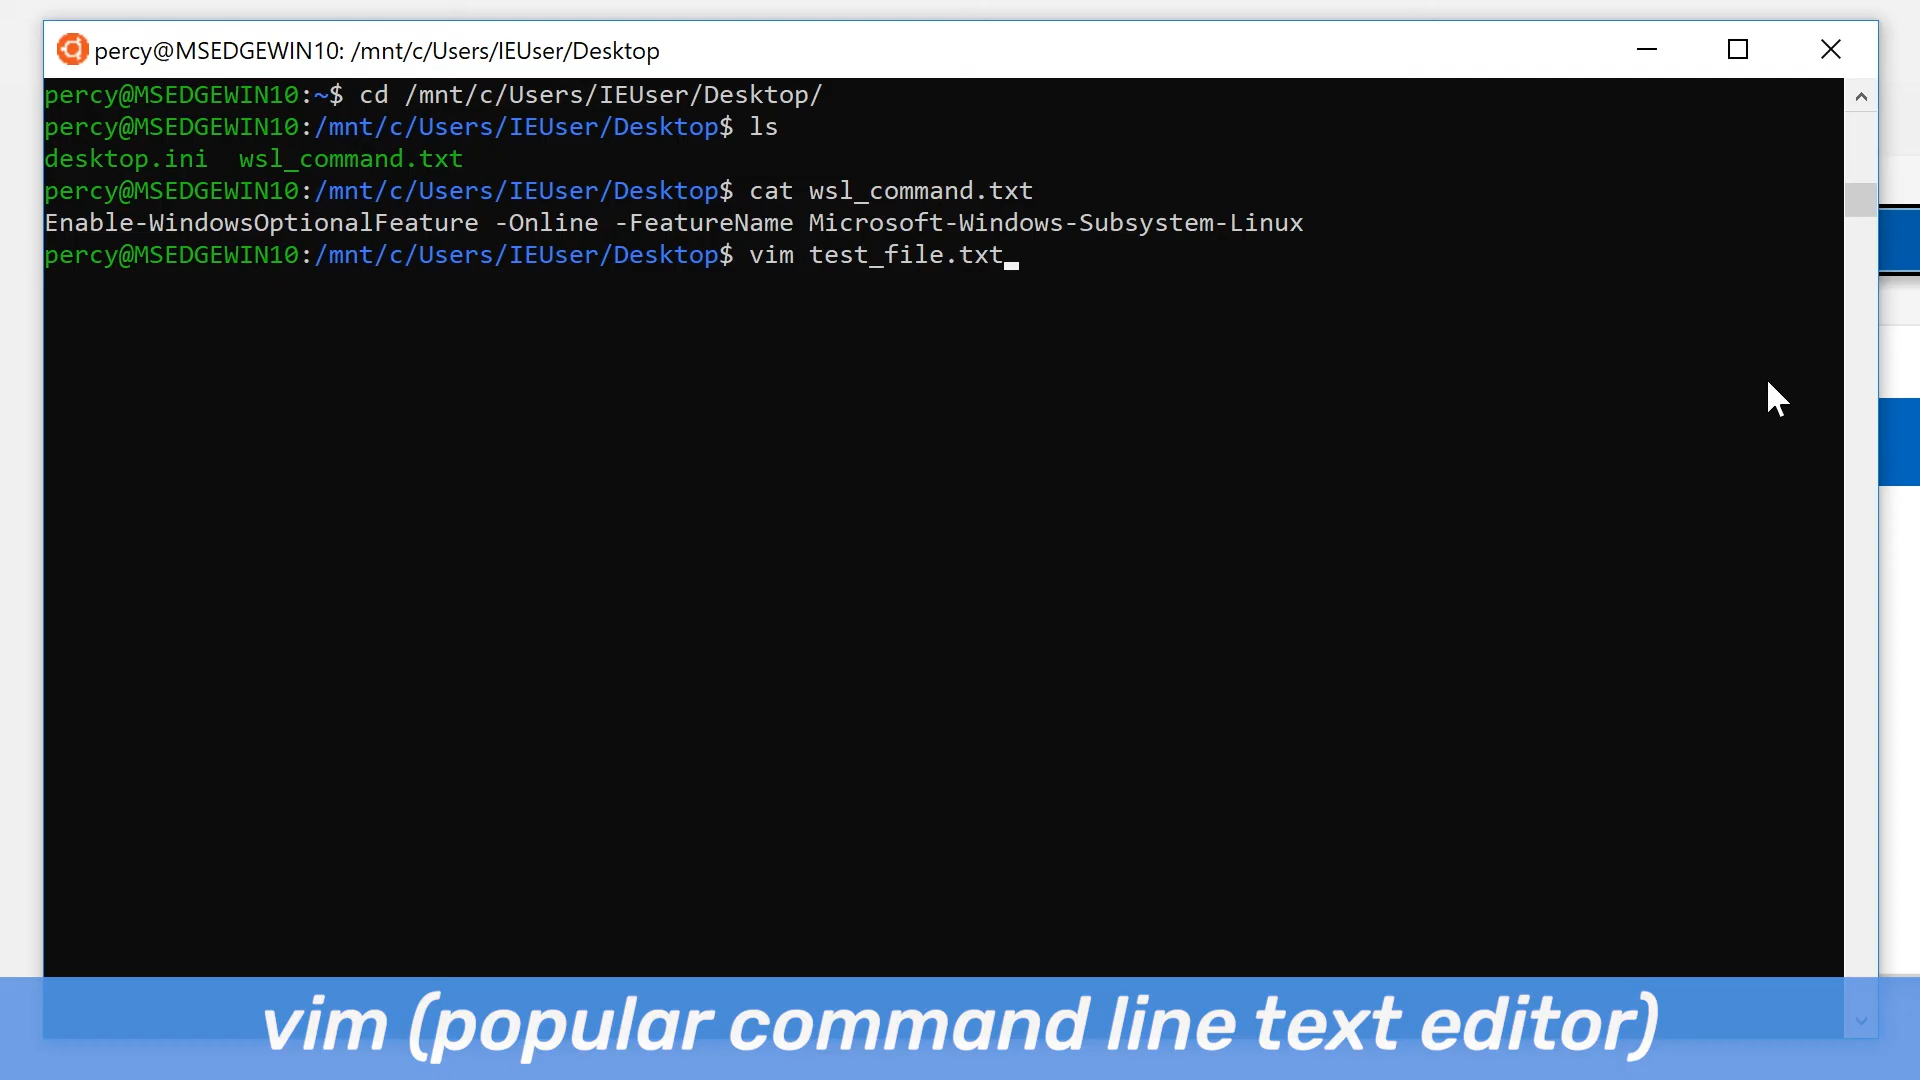 percy@MSEDGEWIN10: /mnt/c/Users/IEUser/Desktop
percy@MSEDGEWIN10:~$ cd /mnt/c/Users/IEUser/Desktop/
percy@MSEDGEWIN10:/mnt/c/Users/IEUser/Desktop$ ls
desktop.ini  wsl_command.txt
percy@MSEDGEWIN10:/mnt/c/Users/IEUser/Desktop$ cat wsl_command.txt
Enable-WindowsOptionalFeature -Online -FeatureName Microsoft-Windows-Subsystem-Linux
percy@MSEDGEWIN10:/mnt/c/Users/IEUser/Desktop$ vim test_file.txt
vim (popular command line text editor)